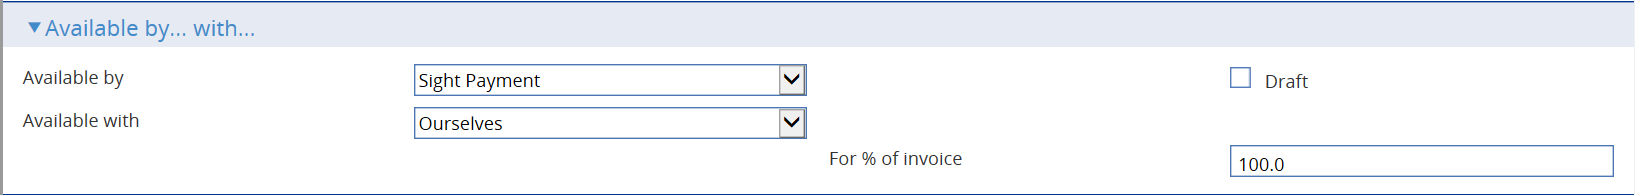 Available by... with...
Available by Sight Payment Draft
Available with Ourselves
For % of invoice 100.0